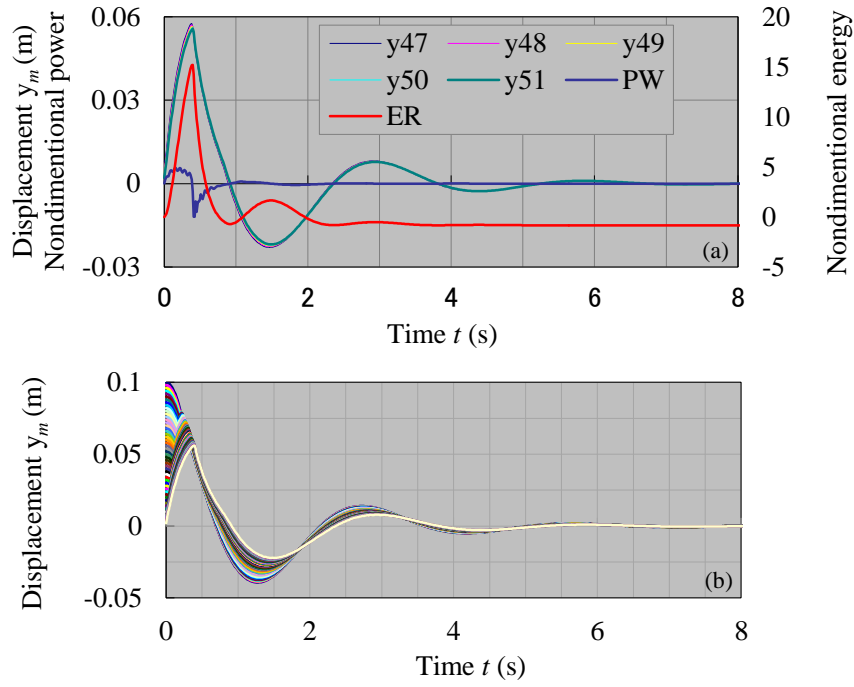 Displacement ym (m)
Nondimentional power
0.06
0.03
0
-0.03
y47 y48 y49
y50 y51 PW
ER
(a)
20
15
10
5
0
-5
Nondimentional energy
0 2 4 6 8
Time t (s)
Displacement ym (m)
0.1
0.05
0
-0.05
(b)
0 2 4 6 8
Time t (s)